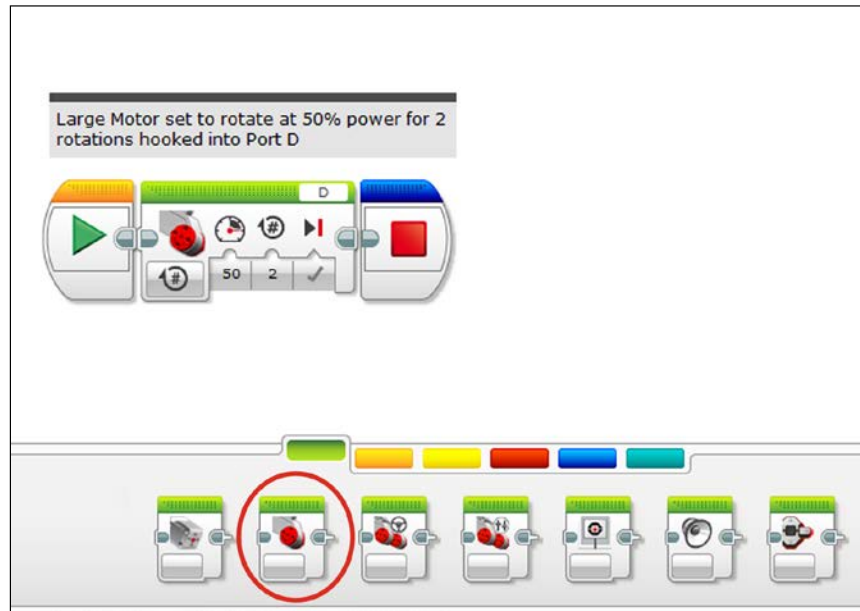 Large Motor set to rotate at 50% power for 2
rotations hooked into Port D
D
#
# 50 2